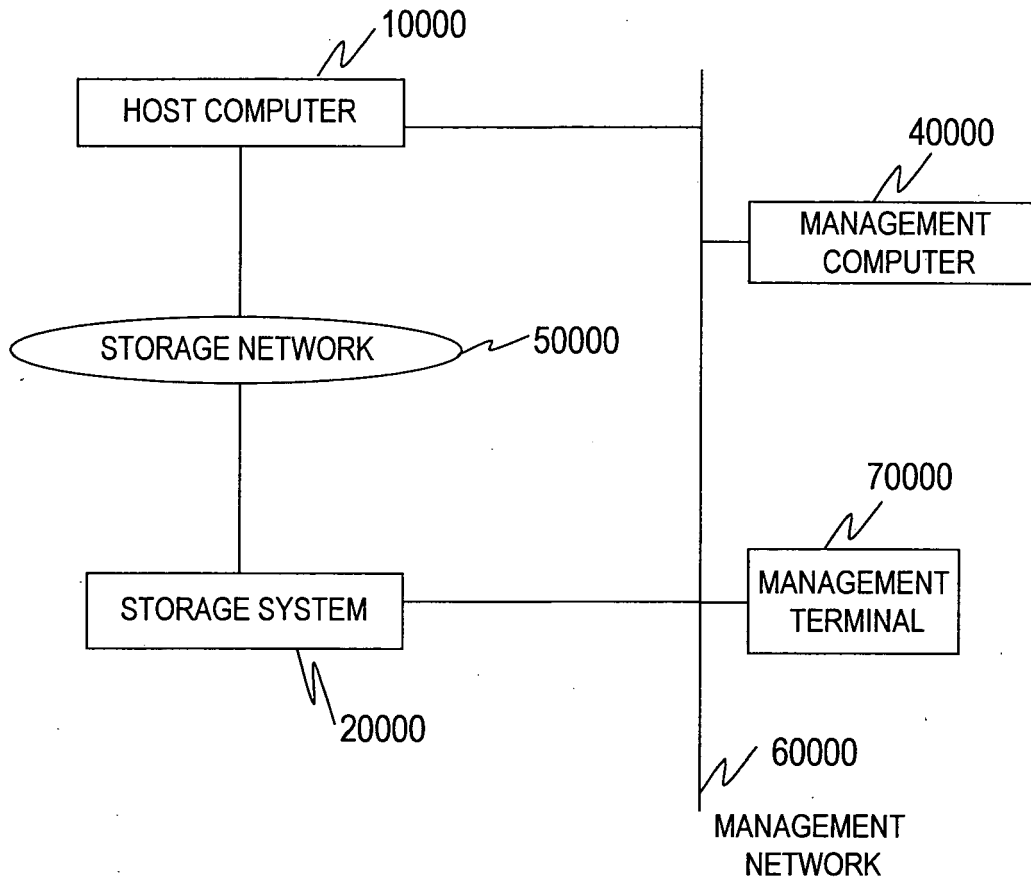 10000
HOST COMPUTER
40000
MANAGEMENT
COMPUTER
STORAGE NETWORK
50000
70000
MANAGEMENT
TERMINAL
STORAGE SYSTEM
20000
60000
MANAGEMENT
NETWORK